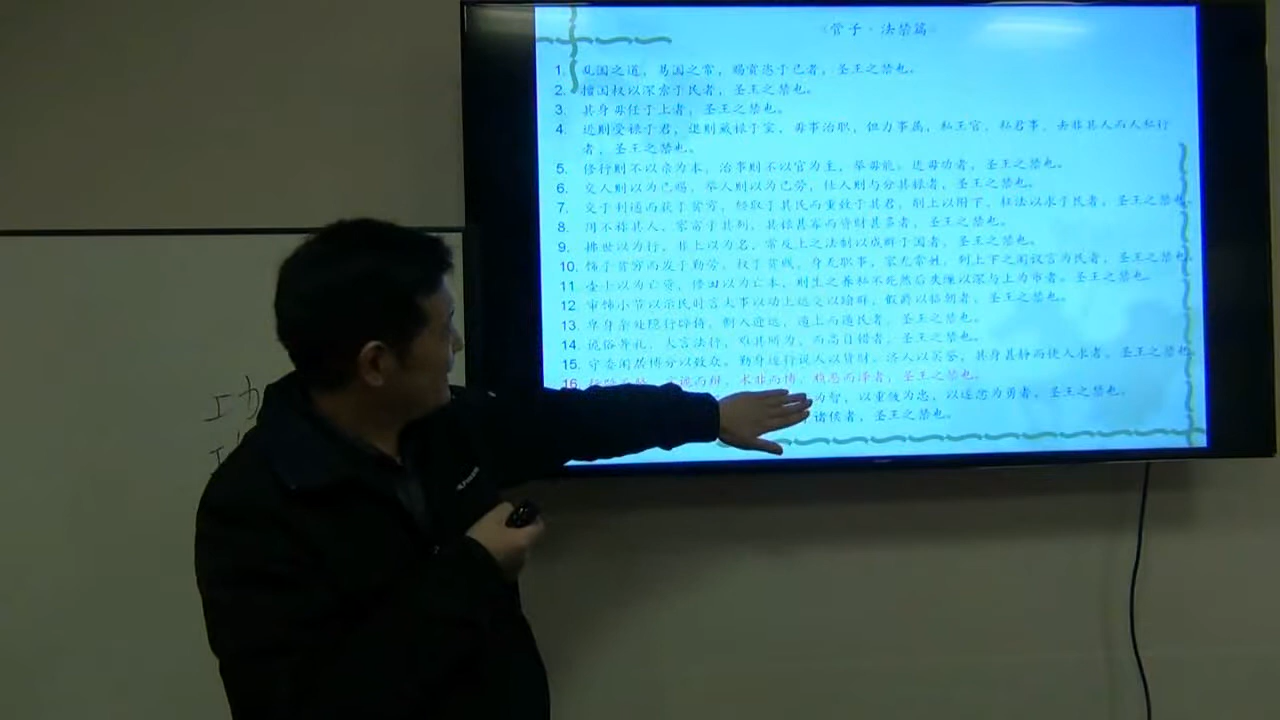 《管子·法禁篇》
1. 乱国之道，易国之常，赐赏恣于己者，圣王之禁也。
2. 擅国权以深索于民者，圣王之禁也。
3. 其身毋任于上者，圣王之禁也。
4. 进则受禄于君，退则藏禄于室，毋事治职，但力事属，私王官，私君事，去非其人而人私行
者，圣王之禁也。
5. 修行则不以亲为本，治事则不以官为主，举毋能、进毋功者，圣王之禁也。
6. 交人则以为己赐，举人则以为己劳，仕人则与分其禄者，圣王之禁也。
7. 交于利通而获于贫穷，轻取于其民而重致于其君，削上以附下，枉法以求于民者，圣王之禁也。
8. 用不称其人，家富于其列，其禄甚寡而资财甚多者，圣王之禁也。
9. 拂世以为行，非上以为名，常反上之法制以成群于国者，圣王之禁也。
10. 饰于贫穷而发于勤劳，权于贫贱，身无职事，家无常姓，列上下之间议言为民者，圣王之禁也。
11 壶士以为亡资，修田以为亡本，则生之养私不死然后失缰以深与上为市者，圣王之禁也。
12 审饰小节以示民时言大事以动上远交以逾群，假爵以临朝者，圣王之禁也。
13. 卑身杂处隐行辟倚，侧入迎远，遁上而遁民者，圣王之禁也。
14. 诡俗异礼，大言法行，难其所为，而高自错者，圣王之禁也。
15. 守委闲居博分以致众。勤身遂行说人以货财。济人以买誉，其身甚静而使人求者，圣王之禁也
16 而辩，术非而博，顺恶而泽者，圣王之禁也。
为智，以重敛为忠，以遂忿为勇者，圣王之禁也。
诸侯者，圣王之禁也。
工力